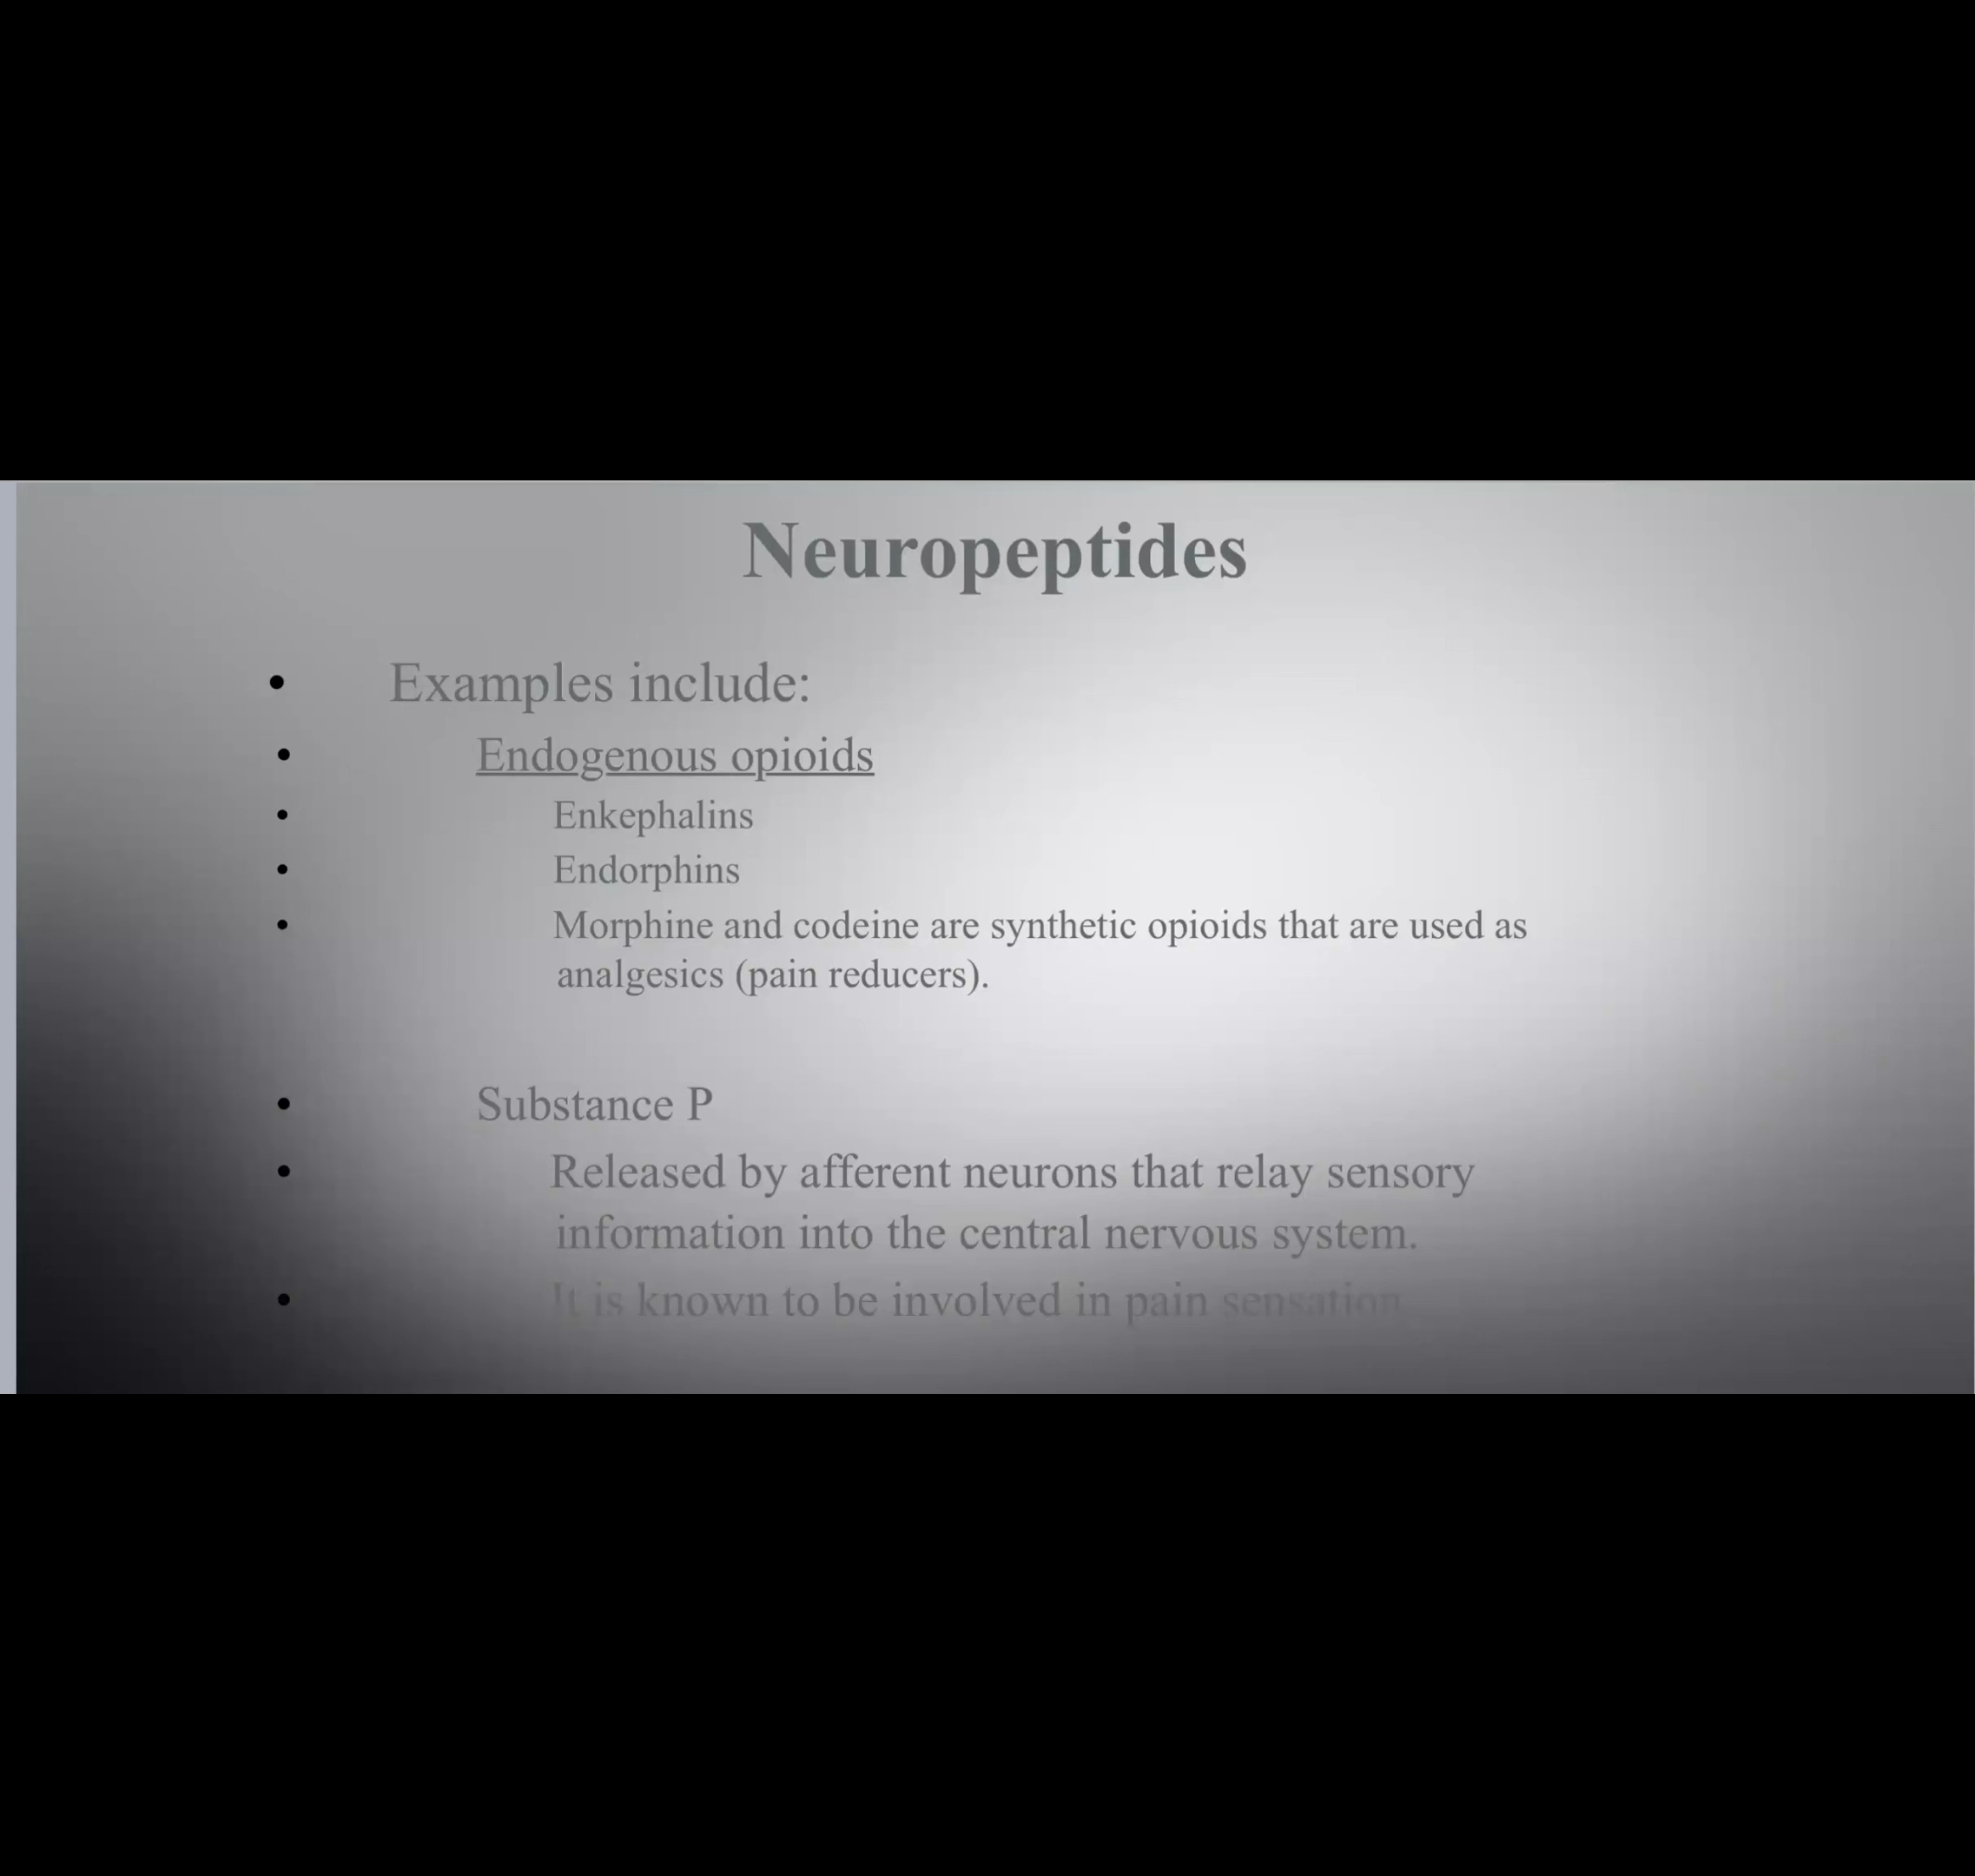 Neuropeptides
• Examples include:
• Endogenous opioids
• Enkephalins
• Endorphins
• Morphine and codeine are synthetic opioids that are used as
analgesics (pain reducers).
• Substance P
• Released by afferent neurons that relay sensory
information into the central nervous system.
• It is known to be involved in pain sensation